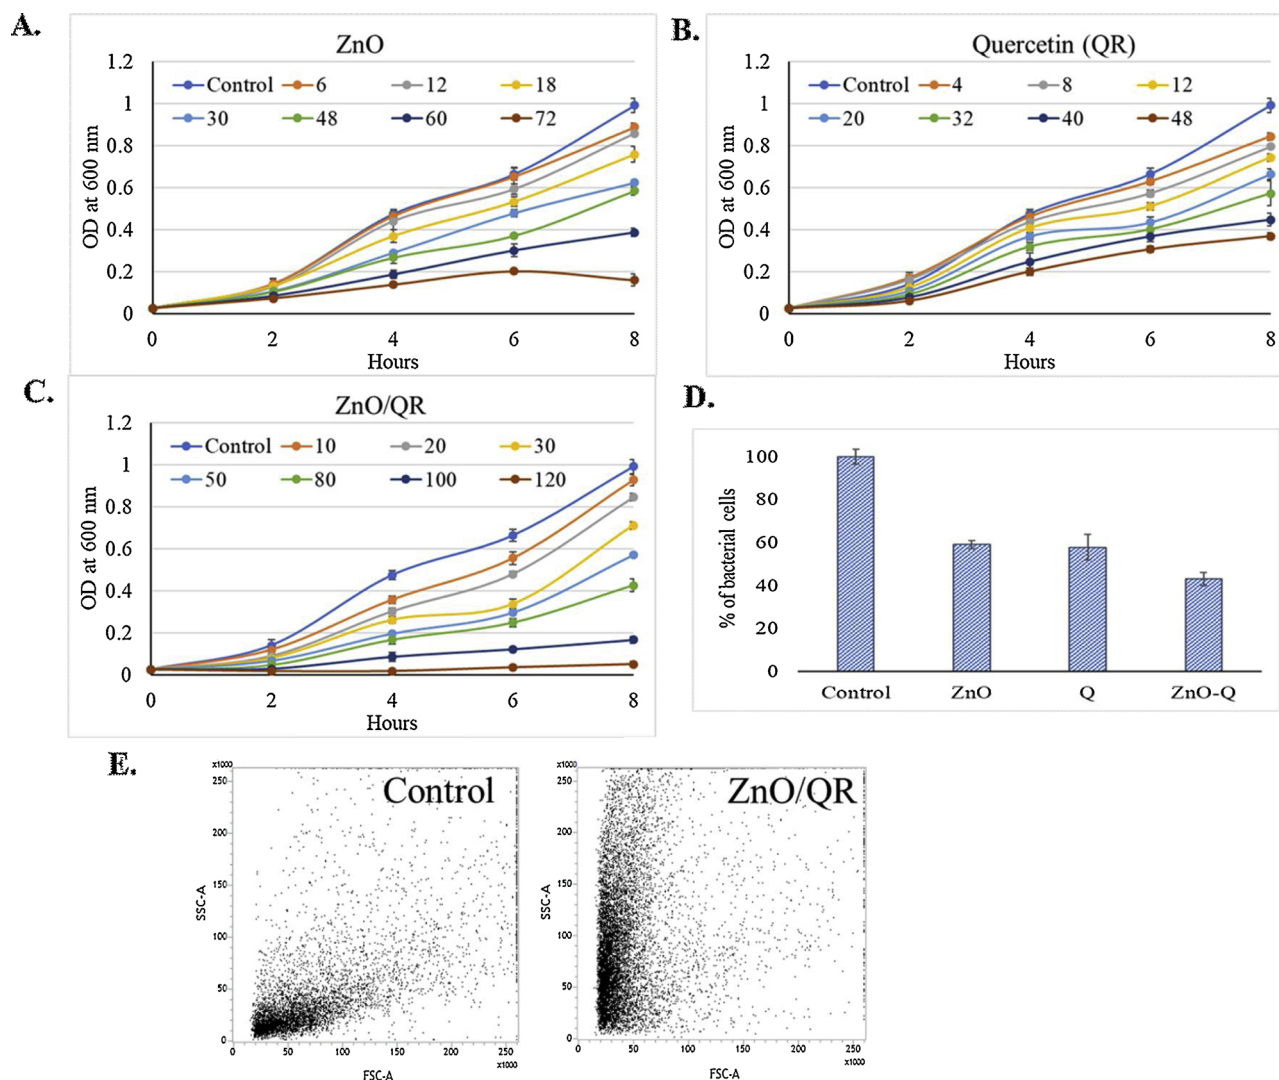 A.
ZnO
OD at 600 nm
1.2
1
0.8
0.6
0.4
0.2
0
Control 6 12 18
30 48 60 72
0 2 4 6 8
Hours
B.
Quercetin (QR)
OD at 600 nm
1.2
1
0.8
0.6
0.4
0.2
0
Control 4 8 12
20 32 40 48
0 2 4 6 8
Hours
C.
ZnO/QR
OD at 600 nm
1.2
1
0.8
0.6
0.4
0.2
0
Control 10 20 30
50 80 100 120
0 2 4 6 8
Hours
D.
% of bacterial cells
100
80
60
40
20
0
Control ZnO Q ZnO-Q
E.
x1000
Control
SSC-A
250
200
150
100
50
0
0 50 100 150 200 250
x1000
FSC-A
x1000
ZnO/QR
SSC-A
250
200
150
100
50
0
0 50 100 150 200 250
x1000
FSC-A